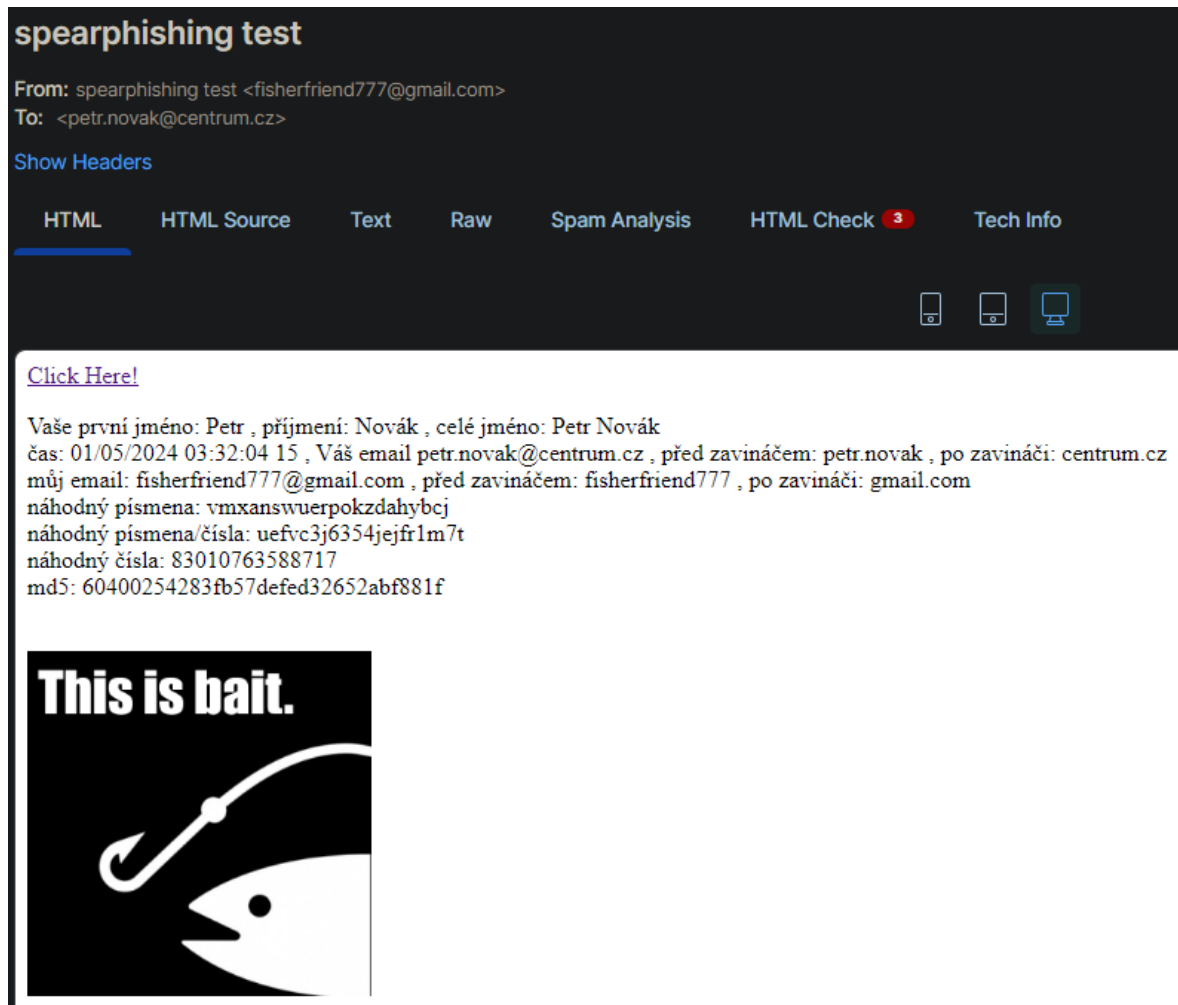 spearphishing test
From: spearphishing test <fisherfriend777@gmail.com>
To: <petr.novak@centrum.cz>
Show Headers
HTML HTML Source Text Raw Spam Analysis HTML Check 3 Tech Info
Click Here!
Vaše první jméno: Petr , příjmení: Novák , celé jméno: Petr Novák
čas: 01/05/2024 03:32:04 15 , Váš email petr.novak@centrum.cz , před zavináčem: petr.novak , po zavináči: centrum.cz
můj email: fisherfriend777@gmail.com , před zavináčem: fisherfriend777 , po zavináči: gmail.com
náhodný písmena: vmxanswuerpokzdahybcj
náhodný písmena/čísla: uefvc3j6354jejfr1m7t
náhodný čísla: 83010763588717
md5: 60400254283fb57defed32652abf881f
This is bait.